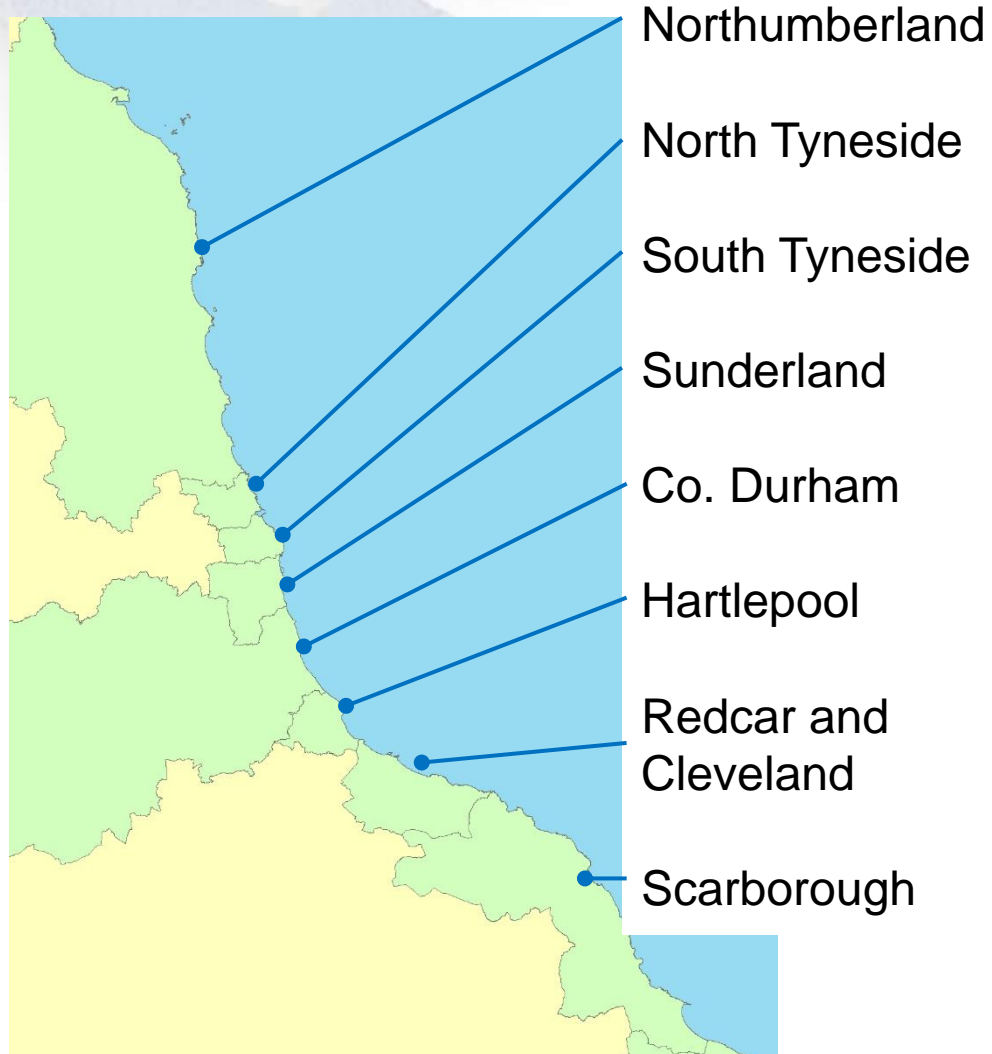 Northumberland
North Tyneside
South Tyneside
Sunderland
Co. Durham
Hartlepool
Redcar and
Cleveland
Scarborough